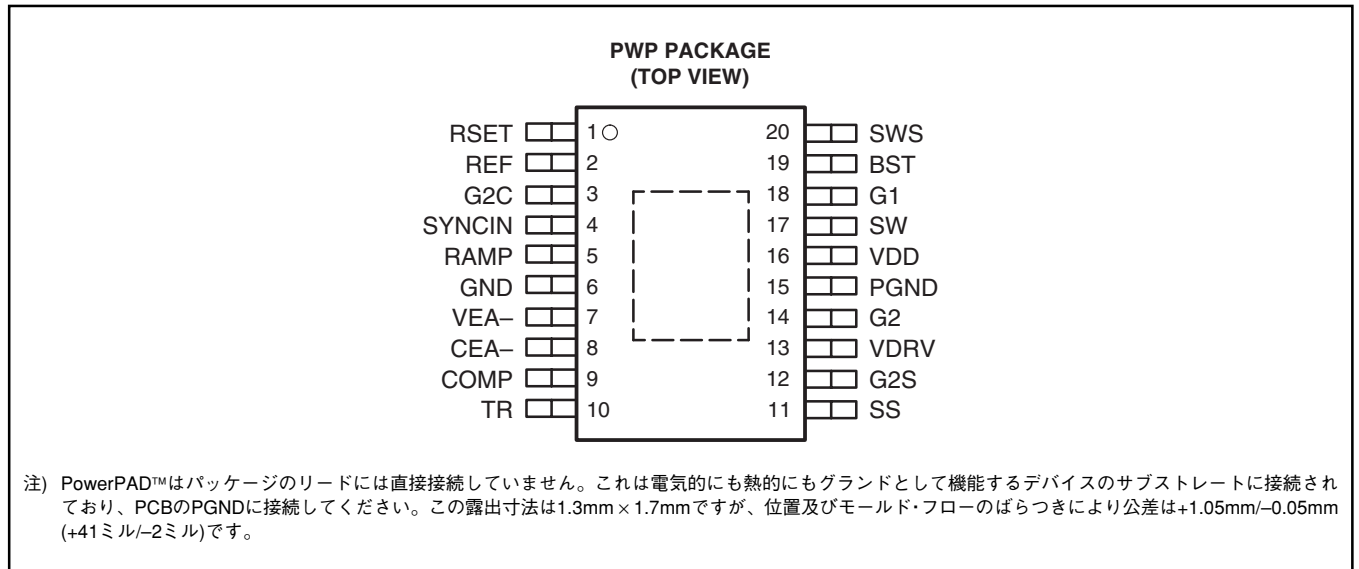 PWP PACKAGE
(TOP VIEW)
RSET 1 20 SWS
REF 2 19 BST
G2C 3 18 G1
SYNCIN 4 17 SW
RAMP 5 16 VDD
GND 6 15 PGND
VEA– 7 14 G2
CEA– 8 13 VDRV
COMP 9 12 G2S
TR 10 11 SS
注) PowerPAD™はパッケージのリードには直接接続していません。これは電気的にも熱的にもグランドとして機能するデバイスのサブストレートに接続され
ており、PCBのPGNDに接続してください。この露出寸法は1.3mm×1.7mmですが、位置及びモールド・フローのばらつきにより公差は+1.05mm/–0.05mm
(+41ミル/–2ミル)です。